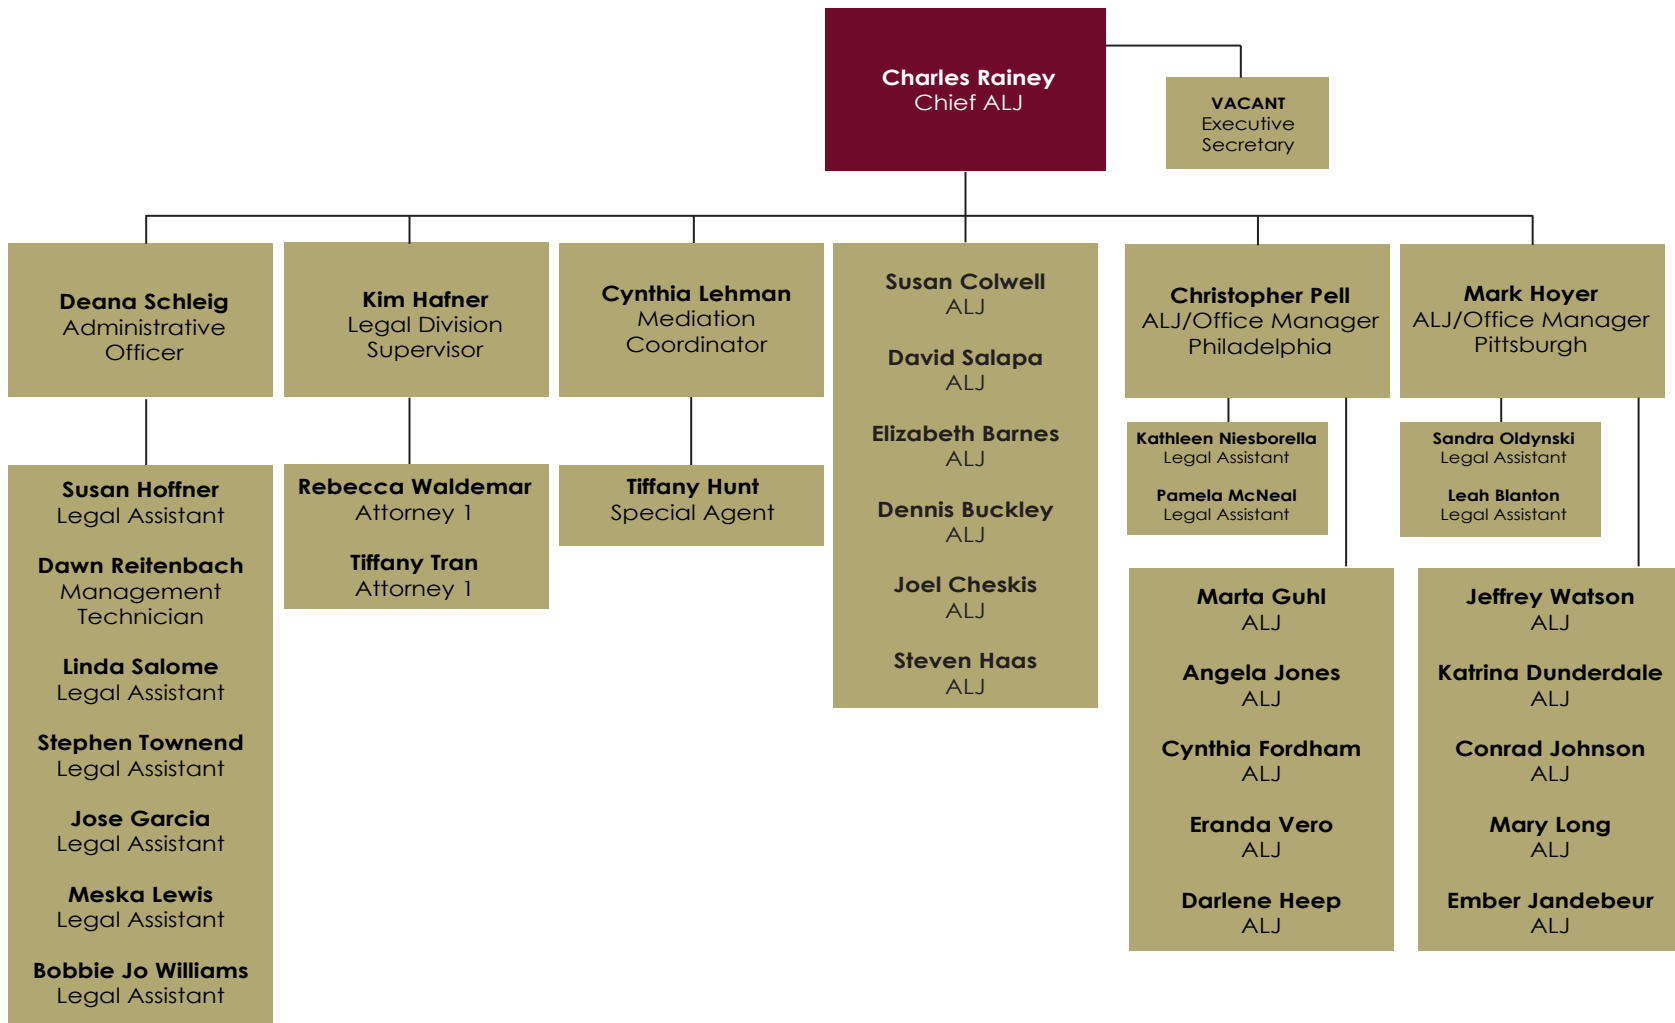 Charles Rainey
Chief ALJ
VACANT
Executive
Secretary
Deana Schleig
Administrative
Officer
Kim Hafner
Legal Division
Supervisor
Cynthia Lehman
Mediation
Coordinator
Susan Colwell
ALJ
David Salapa
ALJ
Elizabeth Barnes
ALJ
Dennis Buckley
ALJ
Joel Cheskis
ALJ
Steven Haas
ALJ
Christopher Pell
ALJ/Office Manager
Philadelphia
Mark Hoyer
ALJ/Office Manager
Pittsburgh
Susan Hoffner
Legal Assistant
Dawn Reitenbach
Management
Technician
Linda Salome
Legal Assistant
Stephen Townend
Legal Assistant
Jose Garcia
Legal Assistant
Meska Lewis
Legal Assistant
Bobbie Jo Williams
Legal Assistant
Rebecca Waldemar
Attorney 1
Tiffany Tran
Attorney 1
Tiffany Hunt
Special Agent
Kathleen Niesborella
Legal Assistant
Pamela McNeal
Legal Assistant
Marta Guhl
ALJ
Angela Jones
ALJ
Cynthia Fordham
ALJ
Eranda Vero
ALJ
Darlene Heep
ALJ
Sandra Oldynski
Legal Assistant
Leah Blanton
Legal Assistant
Jeffrey Watson
ALJ
Katrina Dunderdale
ALJ
Conrad Johnson
ALJ
Mary Long
ALJ
Ember Jandebeur
ALJ